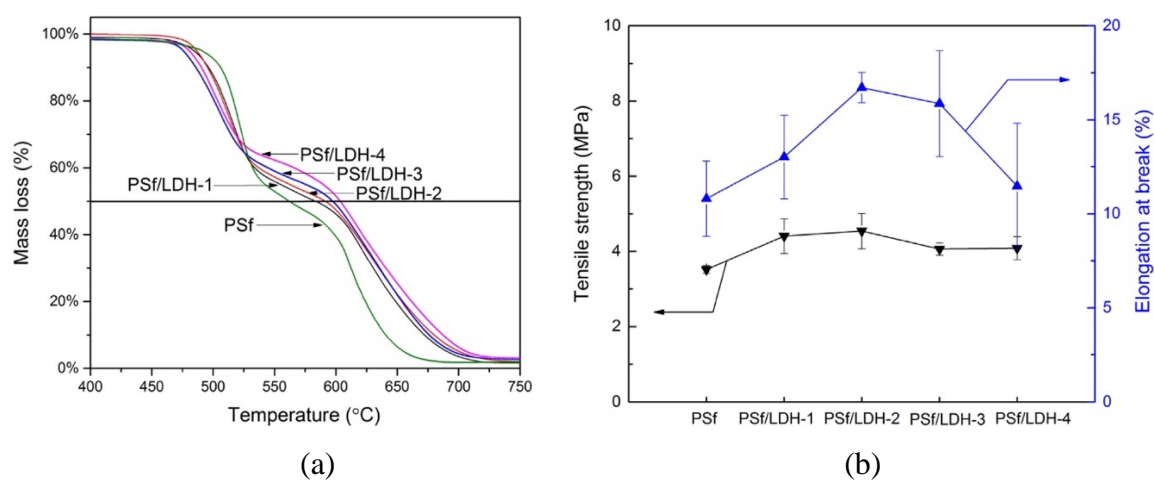 100%
80%
60%
40%
20%
0%
Mass loss (%)
400 450 500 550 600 650 700 750
Temperature (°C)
PSf/LDH-4
PSf/LDH-3
PSf/LDH-1
PSf/LDH-2
PSf
(a)
10
8
6
4
2
0
Tensile strength (MPa)
20
15
10
5
0
Elongation at break (%)
PSf PSf/LDH-1 PSf/LDH-2 PSf/LDH-3 PSf/LDH-4
(b)